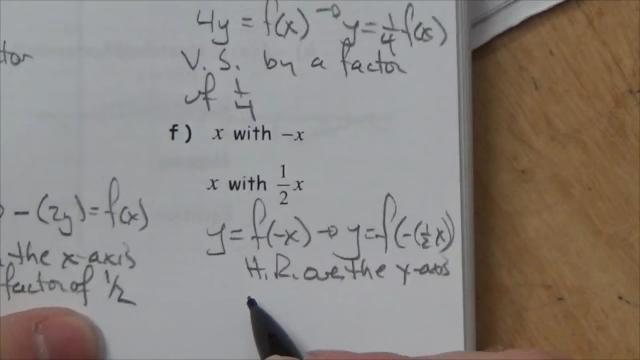 4y = f(x) → y = 1/4 f(x)
tor
V. S. by a factor
of 1/4
f) x with −x
x with 1/2 x
−(2y) = f(x)
y = f(−x) → y = f(−(1/2 x))
the x-axis
H. R. over the y-axis
factor of 1/2